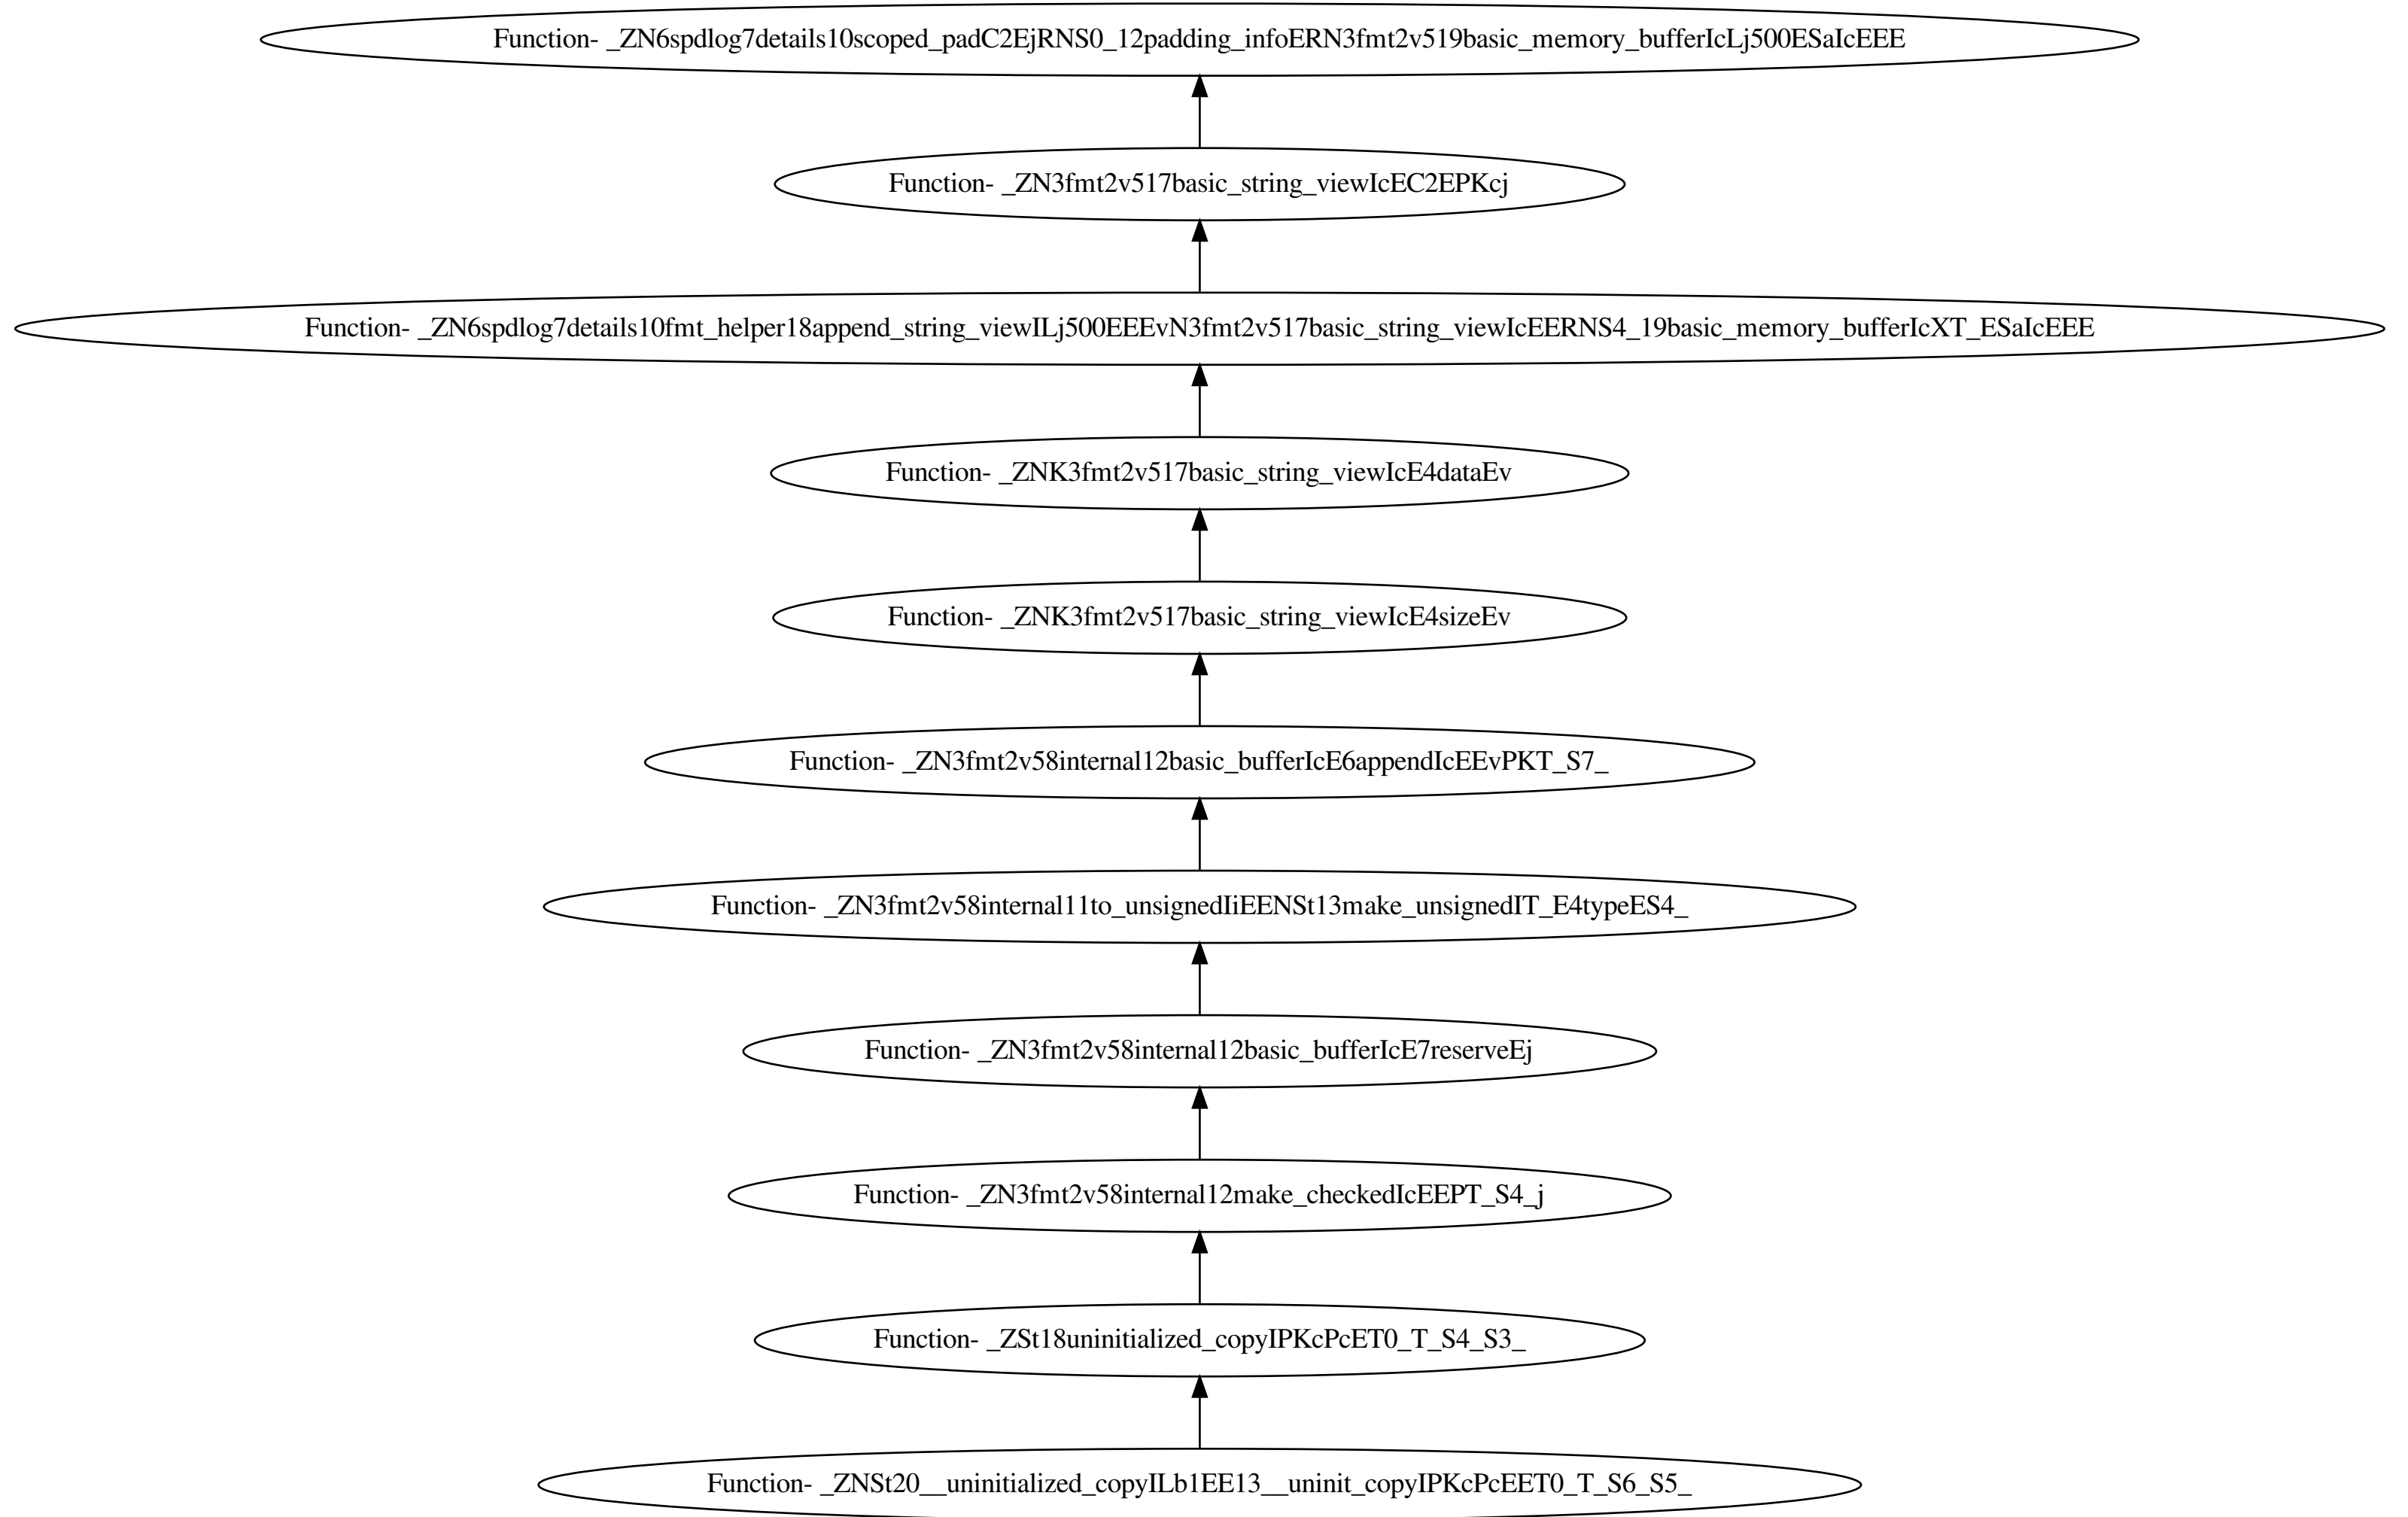 Function- _ZN6spdlog7details10scoped_padC2EjRNS0_12padding_infoERN3fmt2v519basic_memory_bufferIcLj500ESaIcEEE
Function- _ZN3fmt2v517basic_string_viewIcEC2EPKcj
Function- _ZN6spdlog7details10fmt_helper18append_string_viewILj500EEEvN3fmt2v517basic_string_viewIcEERNS4_19basic_memory_bufferIcXT_ESaIcEEE
Function- _ZNK3fmt2v517basic_string_viewIcE4dataEv
Function- _ZNK3fmt2v517basic_string_viewIcE4sizeEv
Function- _ZN3fmt2v58internal12basic_bufferIcE6appendIcEEvPKT_S7_
Function- _ZN3fmt2v58internal11to_unsignedIiEENSt13make_unsignedIT_E4typeES4_
Function- _ZN3fmt2v58internal12basic_bufferIcE7reserveEj
Function- _ZN3fmt2v58internal12make_checkedIcEEPT_S4_j
Function- _ZSt18uninitialized_copyIPKcPcET0_T_S4_S3_
Function- _ZNSt20__uninitialized_copyILb1EE13__uninit_copyIPKcPcEET0_T_S6_S5_